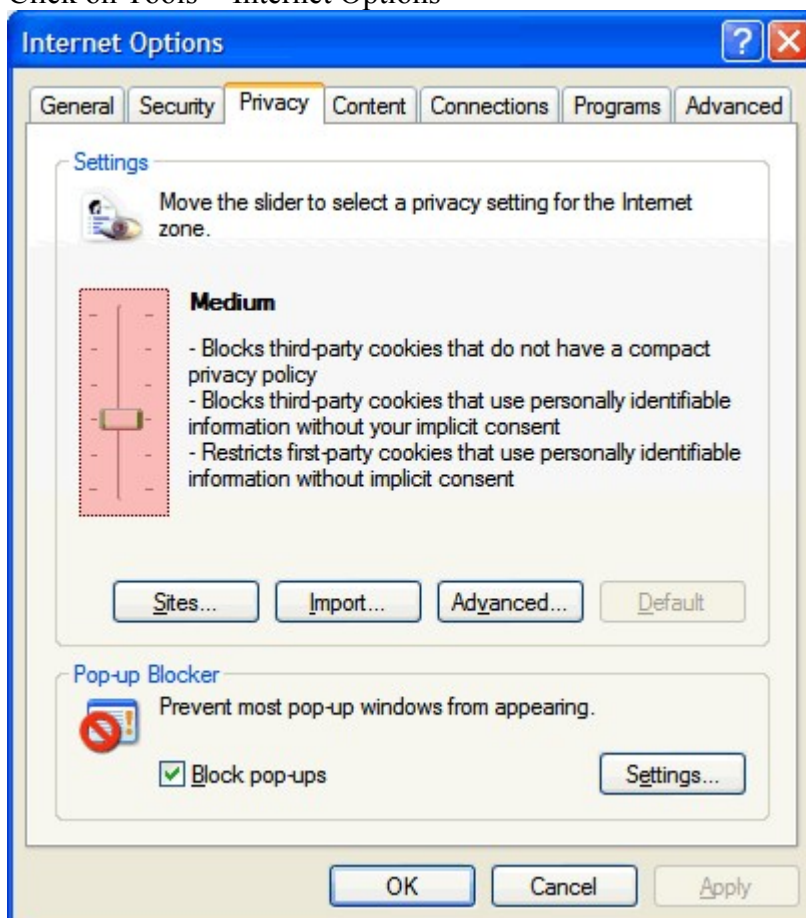 Click on Tools – Internet Options
Internet Options
General Security Privacy Content Connections Programs Advanced
Settings
Move the slider to select a privacy setting for the Internet
zone.
Medium
- Blocks third-party cookies that do not have a compact
privacy policy
- Blocks third-party cookies that use personally identifiable
information without your implicit consent
- Restricts first-party cookies that use personally identifiable
information without implicit consent
Sites... Import... Advanced... Default
Pop-up Blocker
Prevent most pop-up windows from appearing.
Block pop-ups
Settings...
OK Cancel Apply